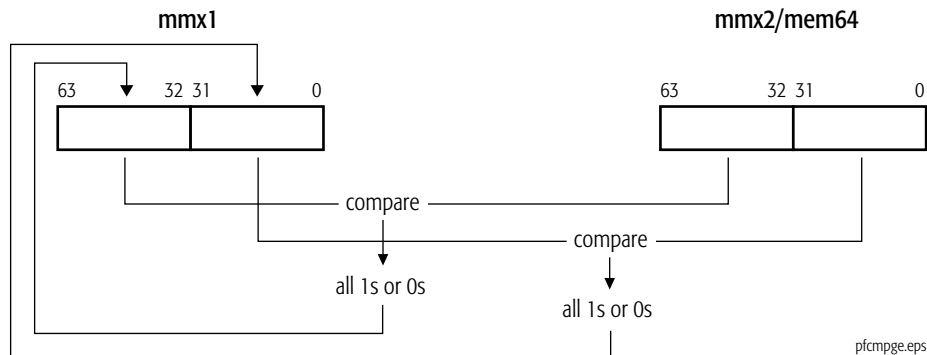 mmx1 mmx2/mem64
63 32 31 0 63 32 31 0
compare
compare
all 1s or 0s
all 1s or 0s
pfcmpge.eps